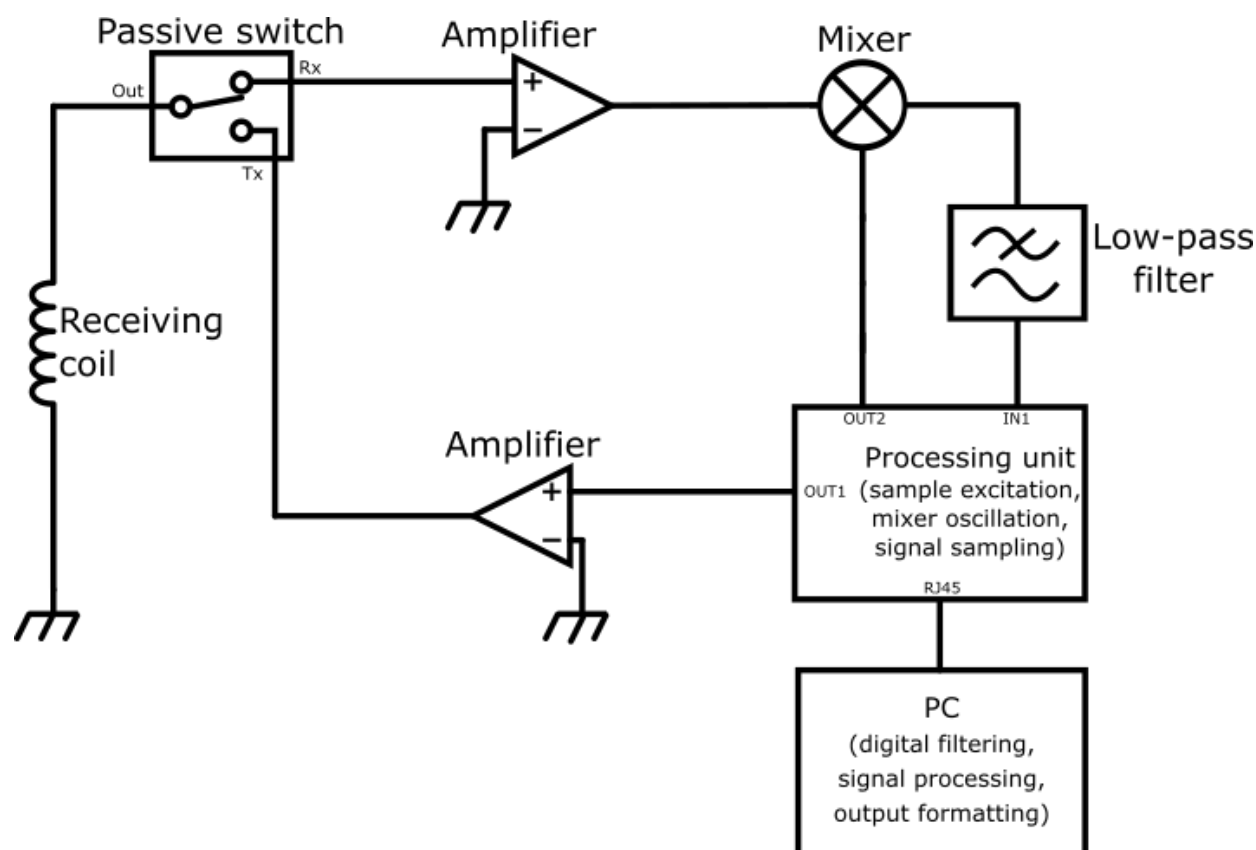 Passive switch
Amplifier
Mixer
Rx
Out
+
−
Tx
Low-pass
filter
Receiving
coil
OUT2
IN1
Amplifier
Processing unit
+
OUT1
(sample excitation,
mixer oscillation,
−
signal sampling)
RJ45
PC
(digital filtering,
signal processing,
output formatting)